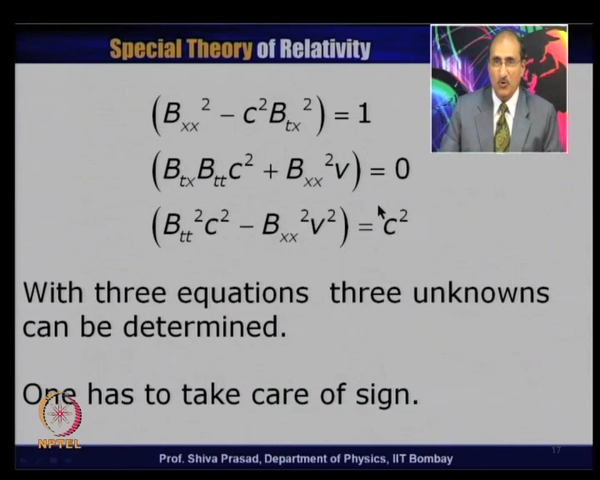 Special Theory of Relativity
(Bₓₓ² − c²Bₜₓ²) = 1
(BₜₓBₜₜc² + Bₓₓ²v) = 0
(Bₜₜ²c² − Bₓₓ²v²) = c²
With three equations three unknowns
can be determined.
One has to take care of sign.
NPTEL
17
Prof. Shiva Prasad, Department of Physics, IIT Bombay